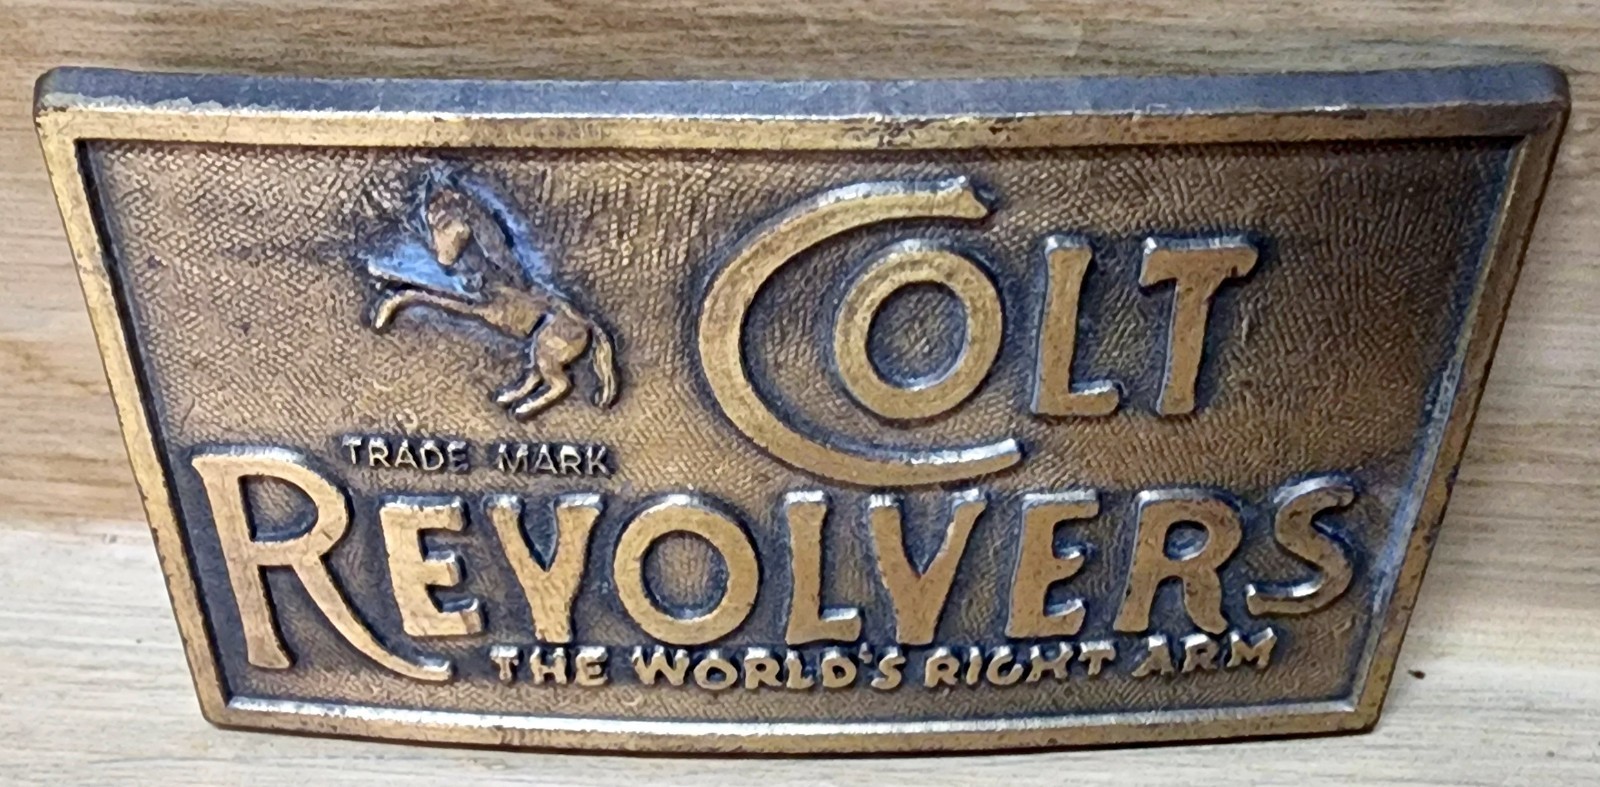 COLT
TRADE MARK
REVOLVERS
THE WORLD'S RIGHT ARM